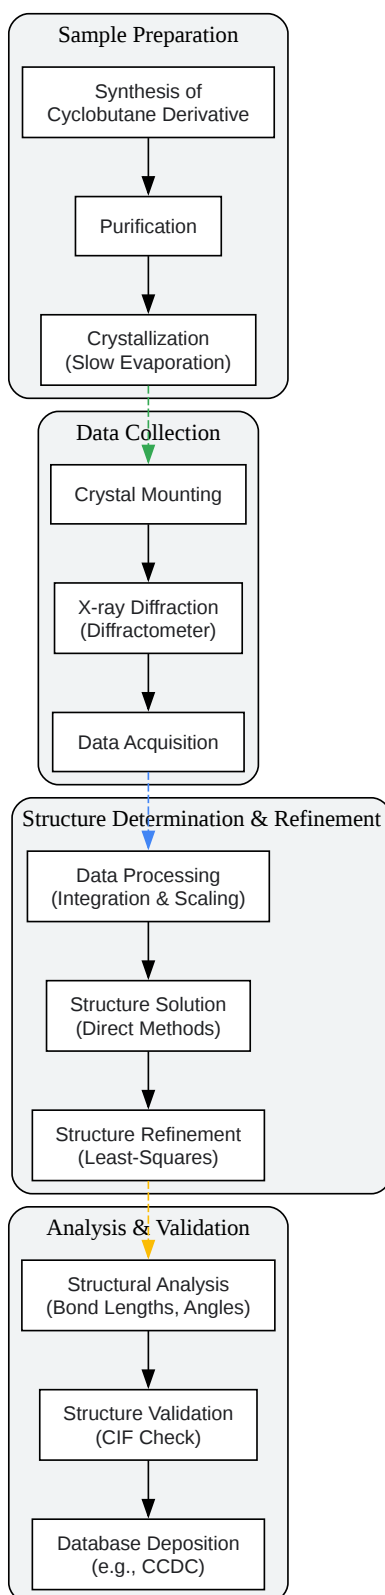 Sample Preparation
Synthesis of
Cyclobutane Derivative
Purification
Crystallization
(Slow Evaporation)
Data Collection
Crystal Mounting
X-ray Diffraction
(Diffractometer)
Data Acquisition
Structure Determination & Refinement
Data Processing
(Integration & Scaling)
Structure Solution
(Direct Methods)
Structure Refinement
(Least-Squares)
Analysis & Validation
Structural Analysis
(Bond Lengths, Angles)
Structure Validation
(CIF Check)
Database Deposition
(e.g., CCDC)